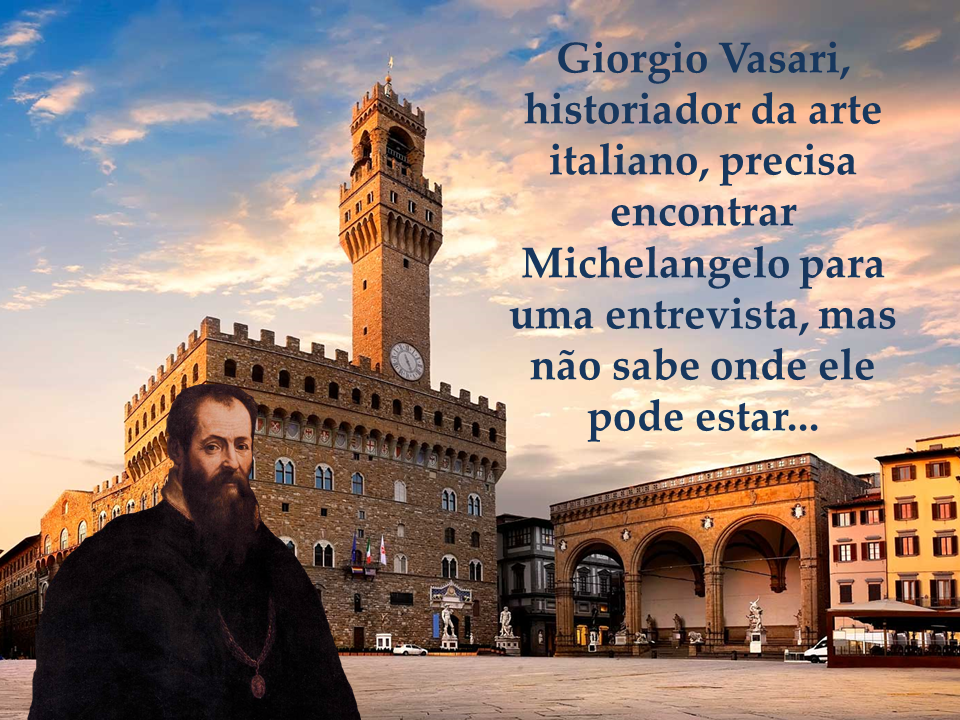 Giorgio Vasari,
historiador da arte
italiano, precisa
encontrar
Michelangelo para
uma entrevista, mas
não sabe onde ele
pode estar...